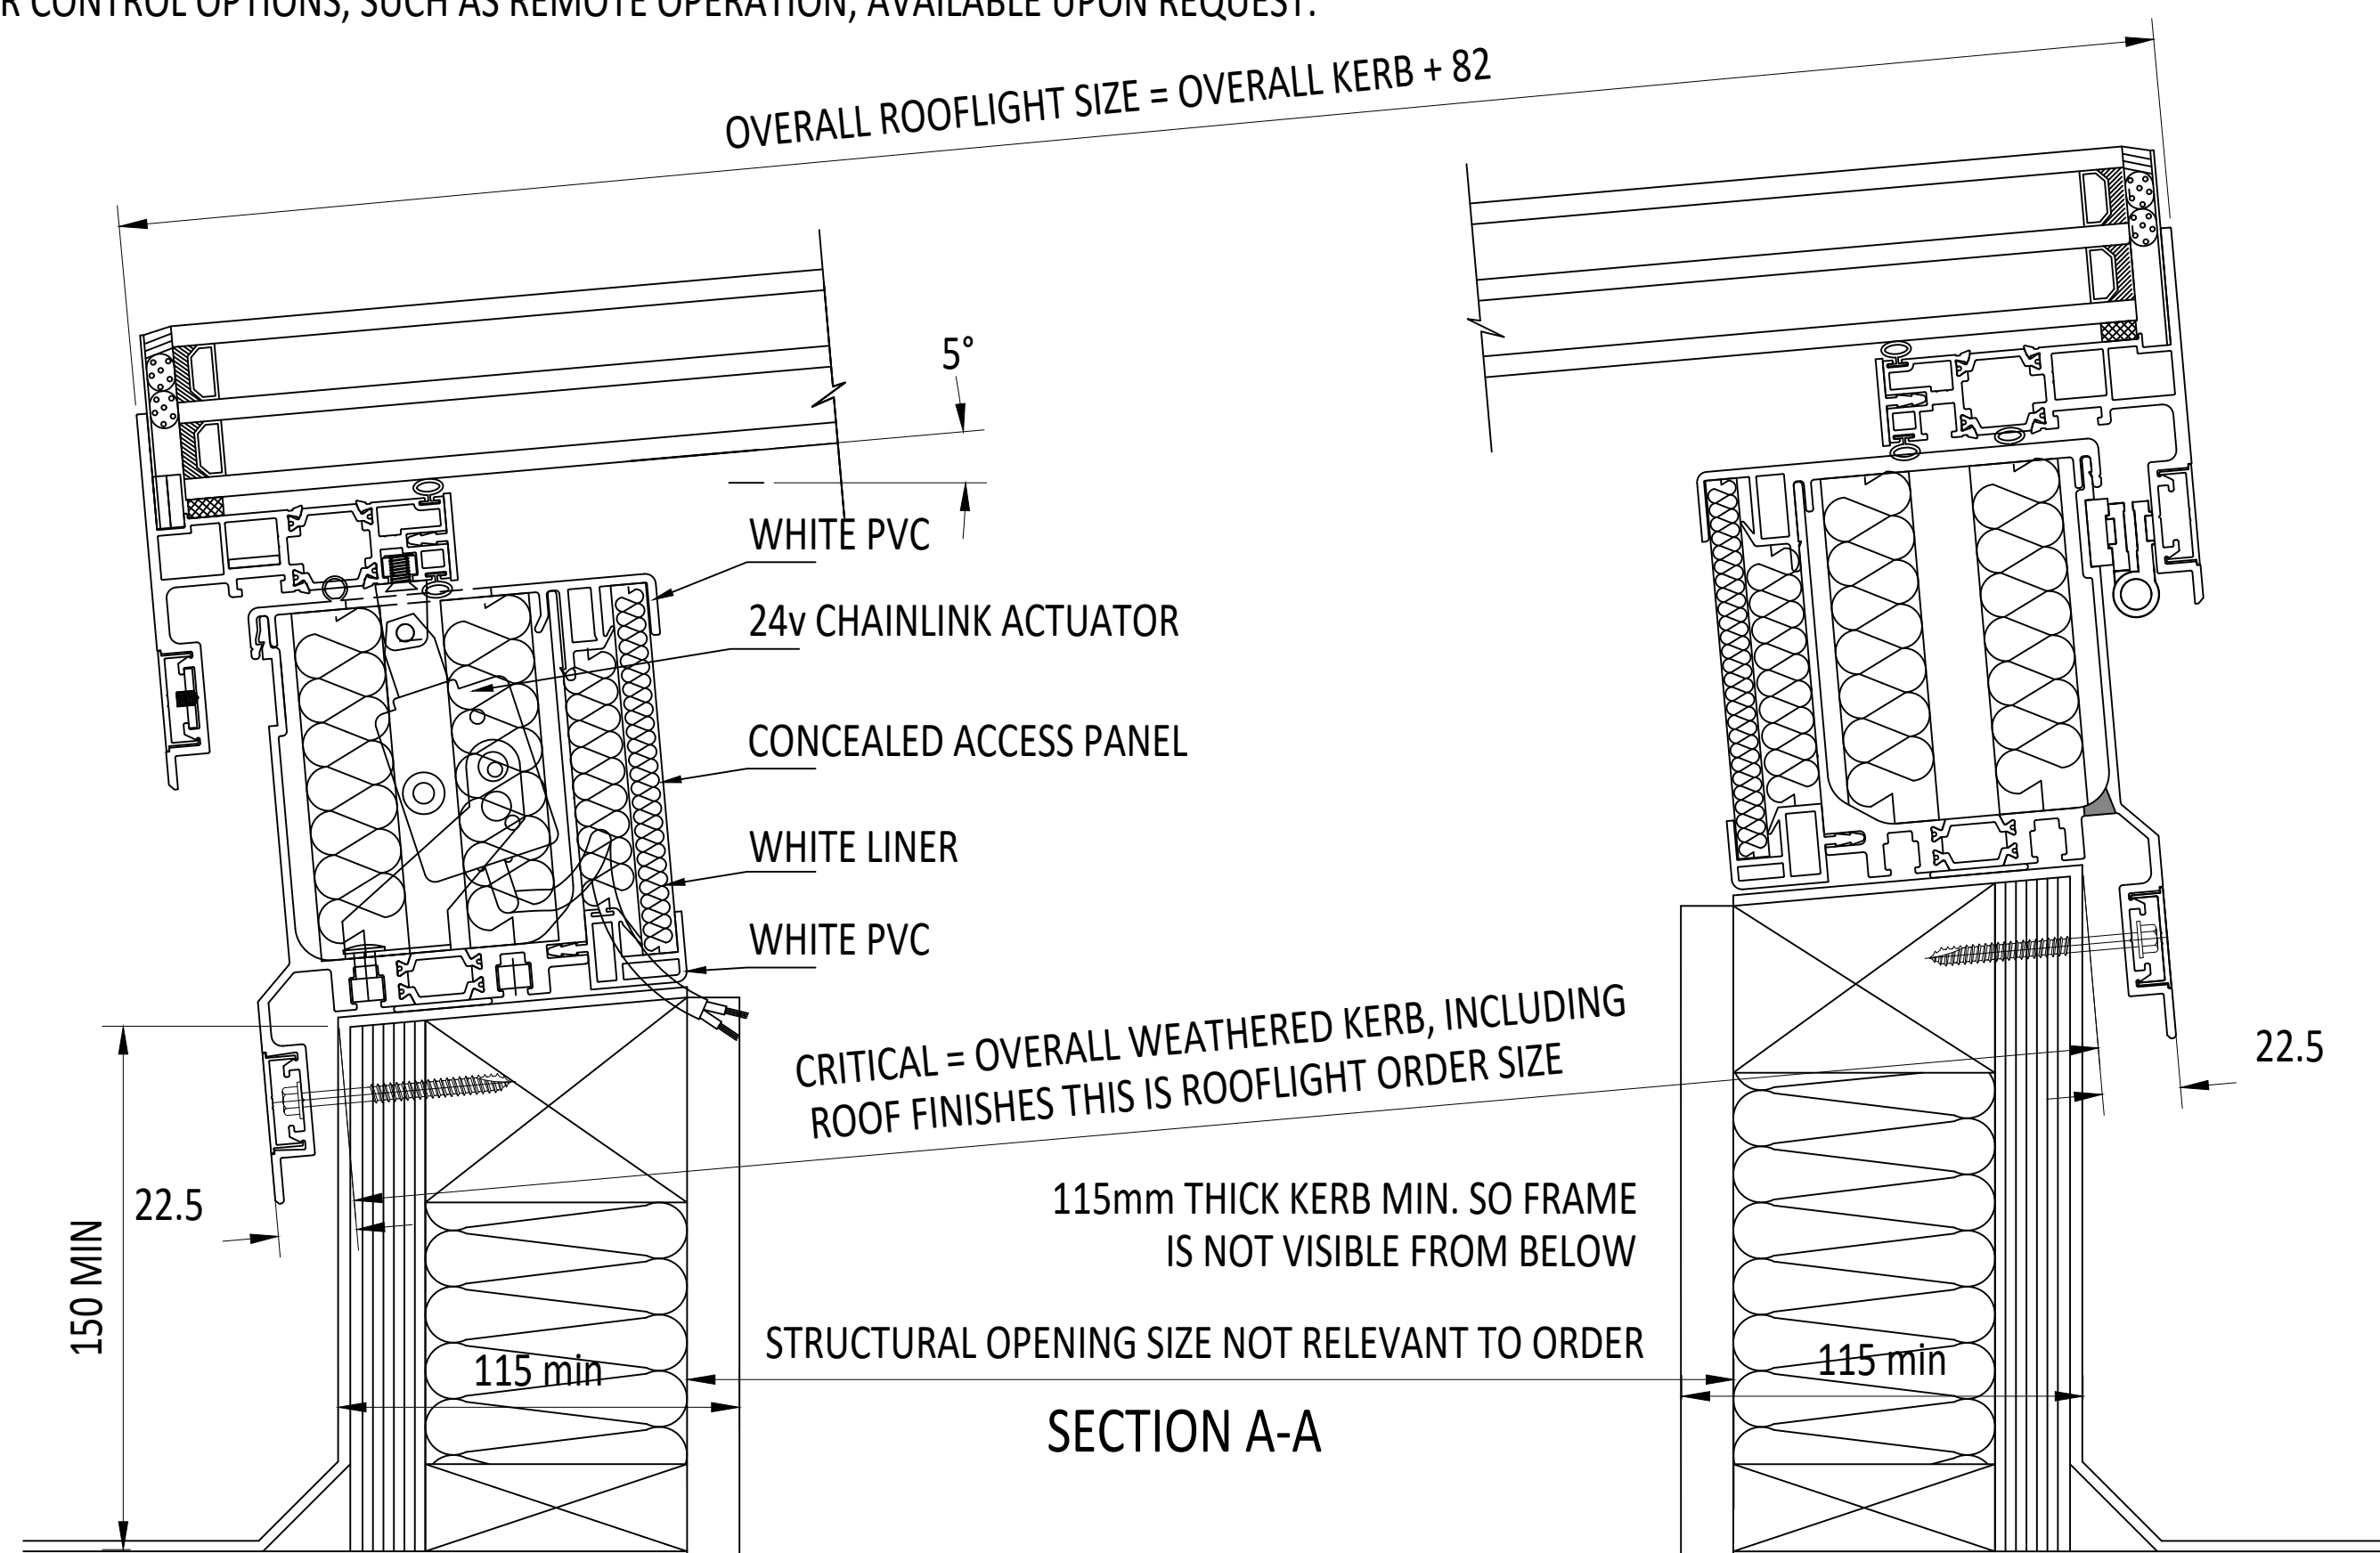 R CONTROL OPTIONS, SUCH AS REMOTE OPERATION, AVAILABLE UPON REQUEST.
OVERALL ROOFLIGHT SIZE = OVERALL KERB + 82
5°
WHITE PVC
24v CHAINLINK ACTUATOR
CONCEALED ACCESS PANEL
WHITE LINER
WHITE PVC
CRITICAL = OVERALL WEATHERED KERB, INCLUDING
ROOF FINISHES THIS IS ROOFLIGHT ORDER SIZE
22.5
22.5
150 MIN
115mm THICK KERB MIN. SO FRAME
IS NOT VISIBLE FROM BELOW
STRUCTURAL OPENING SIZE NOT RELEVANT TO ORDER
115 min
115 min
SECTION A-A